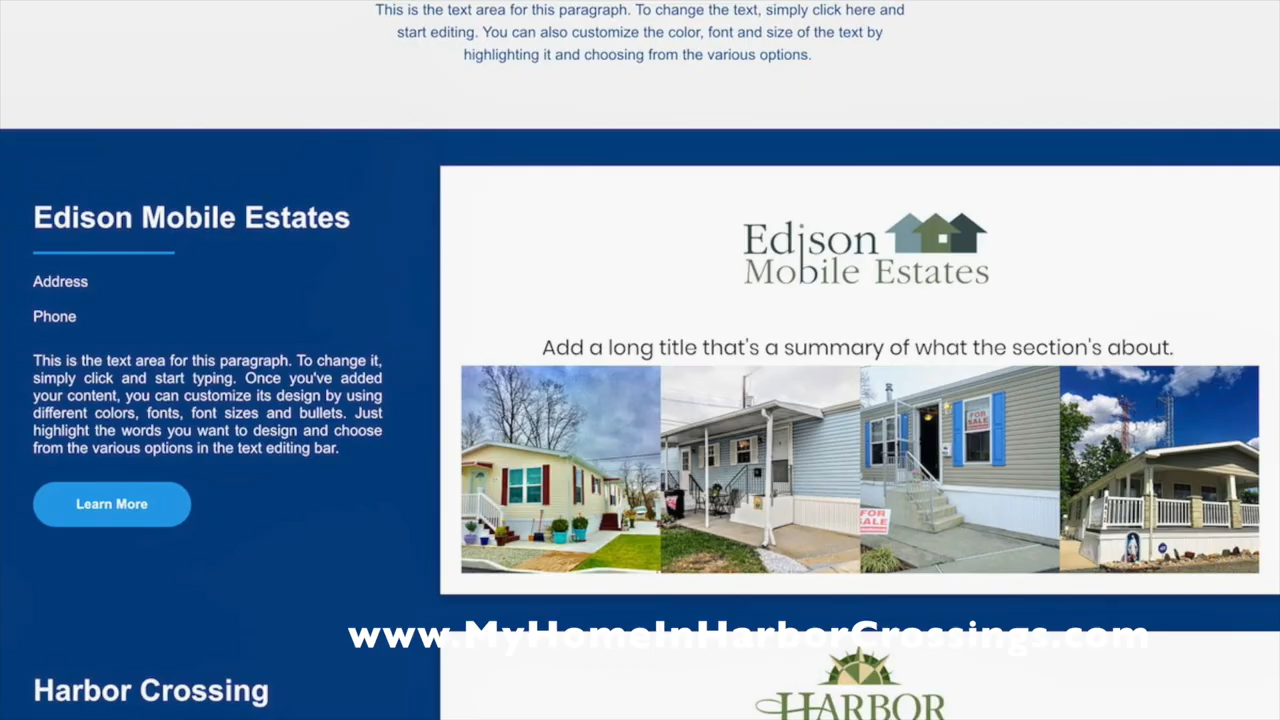 This is the text area for this paragraph. To change the text, simply click here and
start editing. You can also customize the color, font and size of the text by
highlighting it and choosing from the various options.
Edison Mobile Estates
Address
Phone
This is the text area for this paragraph. To change it,
simply click and start typing. Once you've added
your content, you can customize its design by using
different colors, fonts, font sizes and bullets. Just
highlight the words you want to design and choose
from the various options in the text editing bar.
Learn More
Edison
Mobile Estates
Add a long title that's a summary of what the section's about.
FOR
SALE
FOR
SALE
www.MyHomeInHarborCrossings.com
Harbor Crossing
HARBOR